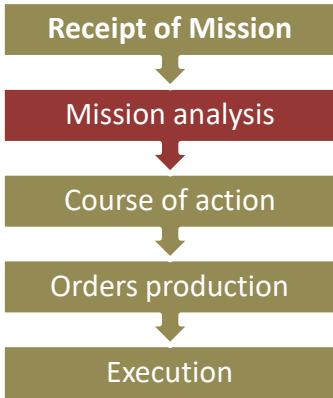 Receipt of Mission
Mission analysis
Course of action
Orders production
Execution